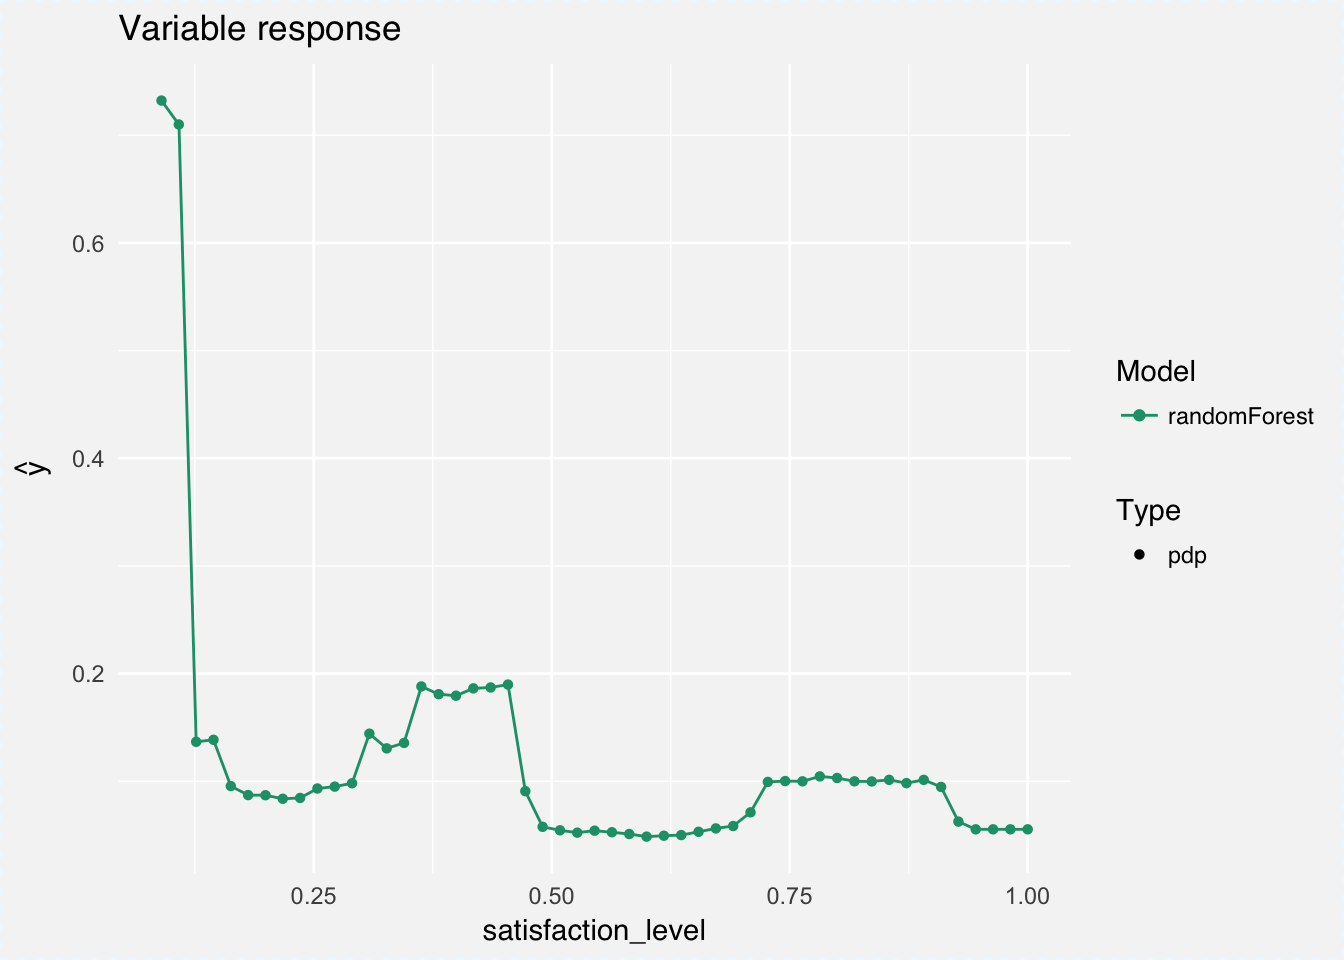 Variable response
ŷ
0.6
0.4
0.2
0.25 0.50 0.75 1.00
satisfaction_level
Model
randomForest
Type
pdp